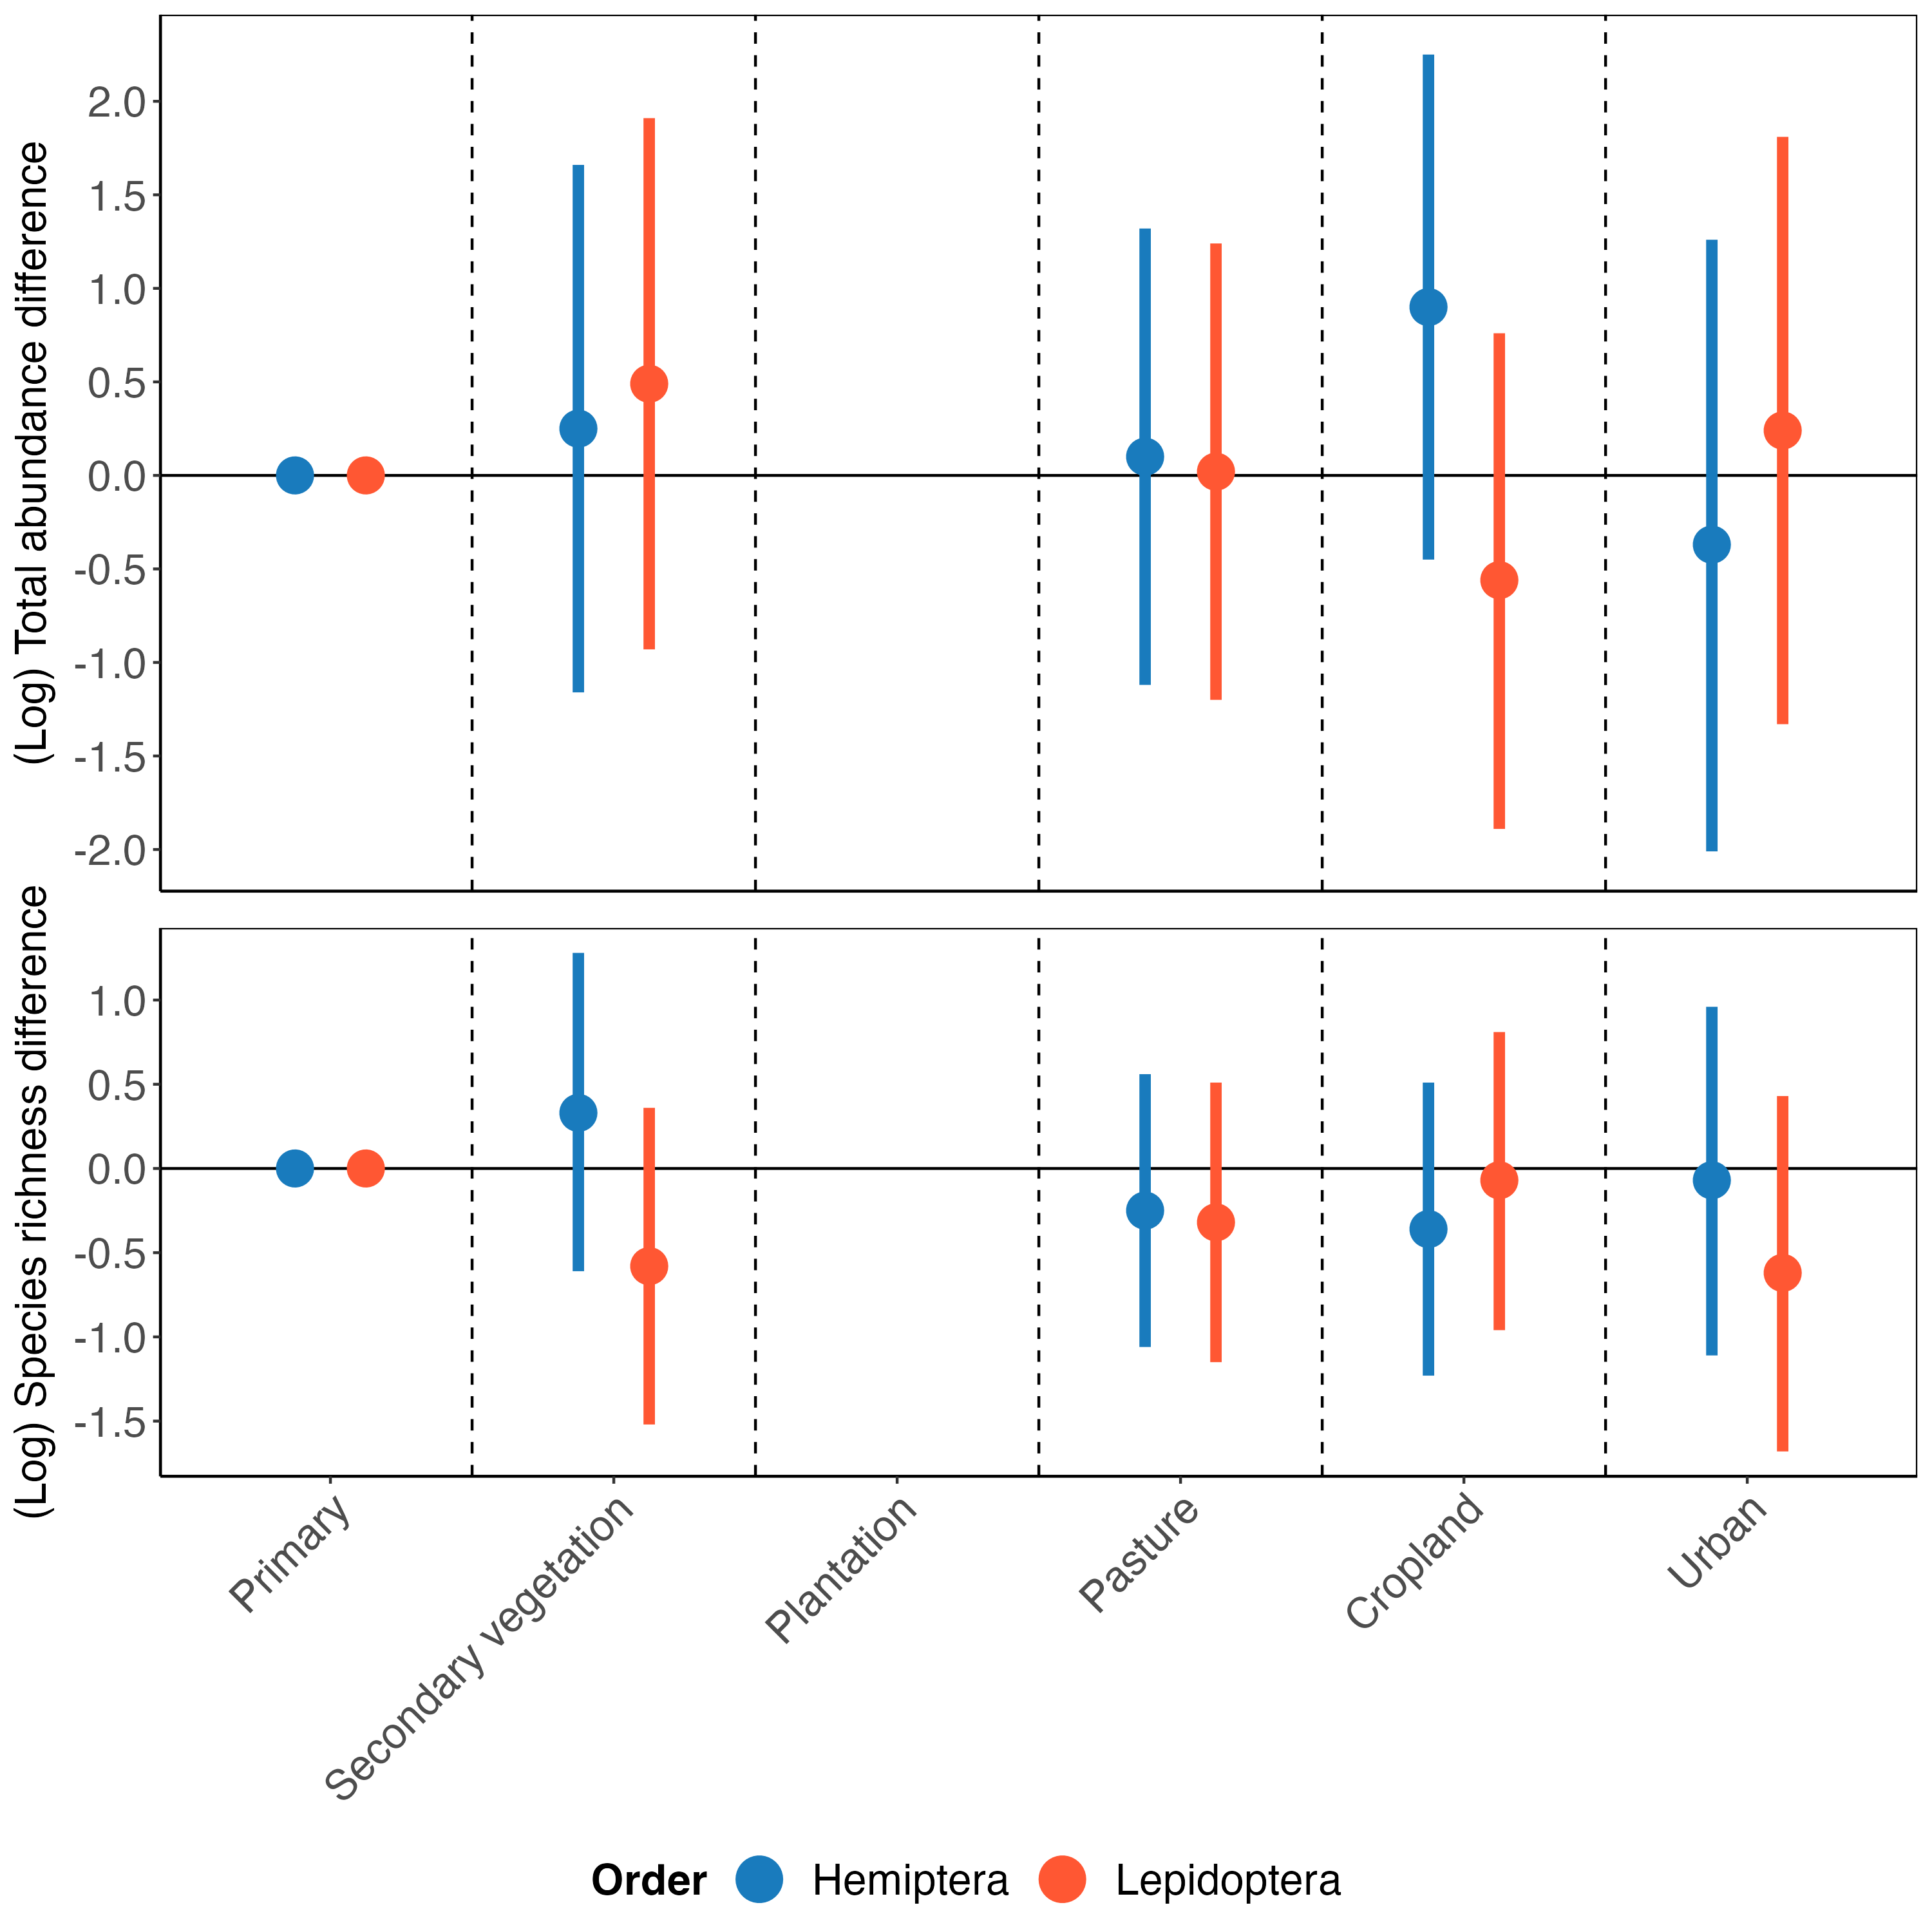 (Log) Total abundance difference
2.0
1.5
1.0
0.5
0.0
-0.5
-1.0
-1.5
-2.0
(Log) Species richness difference
1.0
0.5
0.0
-0.5
-1.0
-1.5
Primary
Secondary vegetation
Plantation
Pasture
Cropland
Urban
Order Hemiptera Lepidoptera